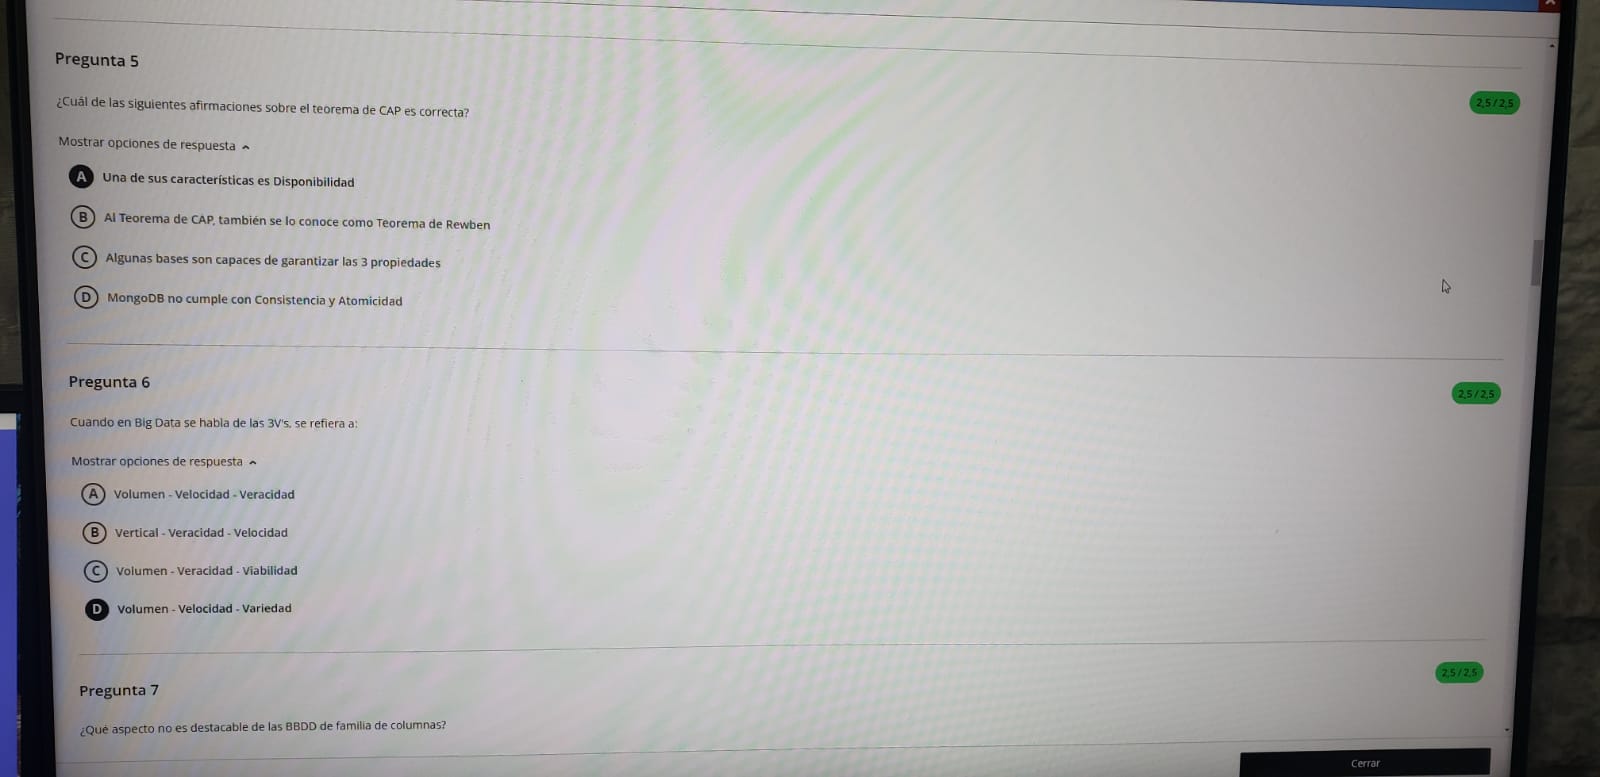 Pregunta 5
2,5 / 2,5
¿Cuál de las siguientes afirmaciones sobre el teorema de CAP es correcta?
Mostrar opciones de respuesta
A Una de sus características es Disponibilidad
B Al Teorema de CAP, también se lo conoce como Teorema de Rewben
C Algunas bases son capaces de garantizar las 3 propiedades
D MongoDB no cumple con Consistencia y Atomicidad
Pregunta 6
2,5 / 2,5
Cuando en Big Data se habla de las 3V's, se refiera a:
Mostrar opciones de respuesta
A Volumen - Velocidad - Veracidad
B Vertical - Veracidad - Velocidad
C Volumen - Veracidad - Viabilidad
D Volumen - Velocidad - Variedad
Pregunta 7
2,5 / 2,5
¿Qué aspecto no es destacable de las BBDD de familia de columnas?
Cerrar